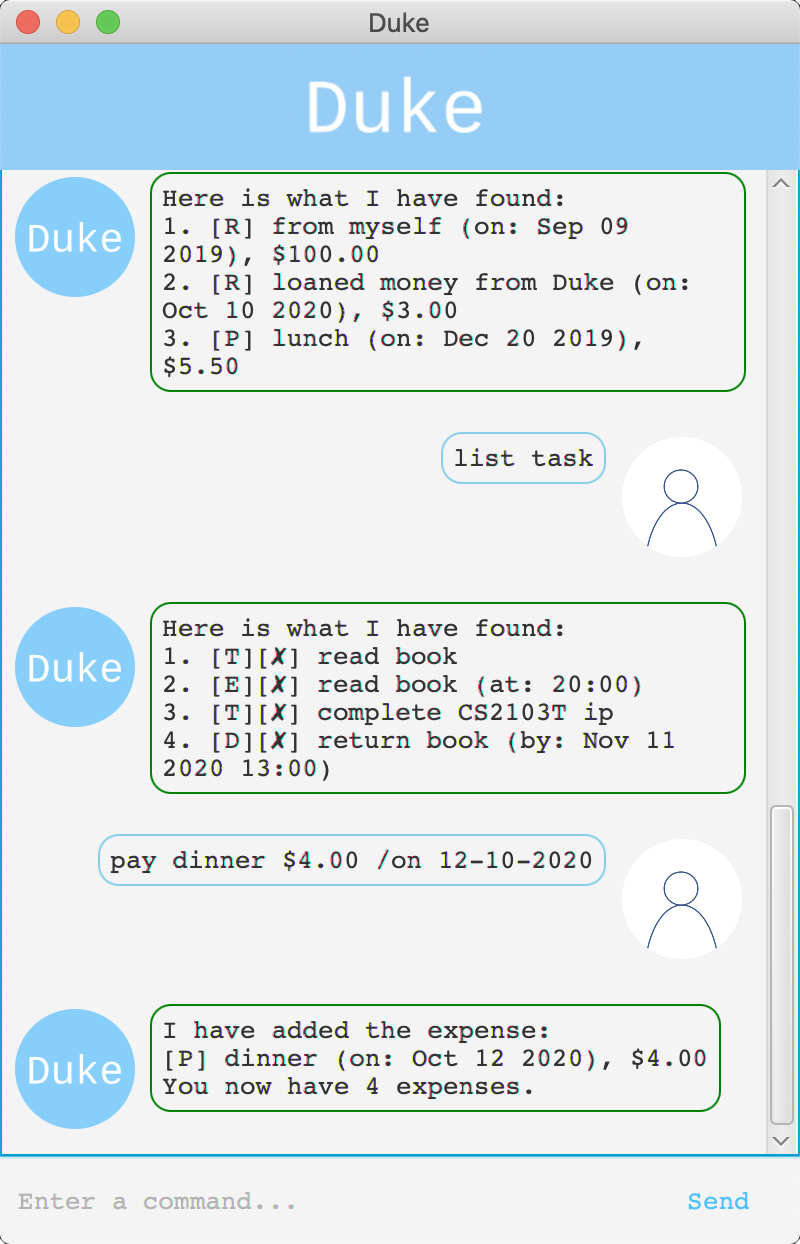 Duke
Duke
Duke
Here is what I have found:
1. [R] from myself (on: Sep 09
2019), $100.00
2. [R] loaned money from Duke (on:
Oct 10 2020), $3.00
3. [P] lunch (on: Dec 20 2019),
$5.50
list task
Duke
Here is what I have found:
1. [T][✗] read book
2. [E][✗] read book (at: 20:00)
3. [T][✗] complete CS2103T ip
4. [D][✗] return book (by: Nov 11
2020 13:00)
pay dinner $4.00 /on 12-10-2020
Duke
I have added the expense:
[P] dinner (on: Oct 12 2020), $4.00
You now have 4 expenses.
Enter a command...
Send